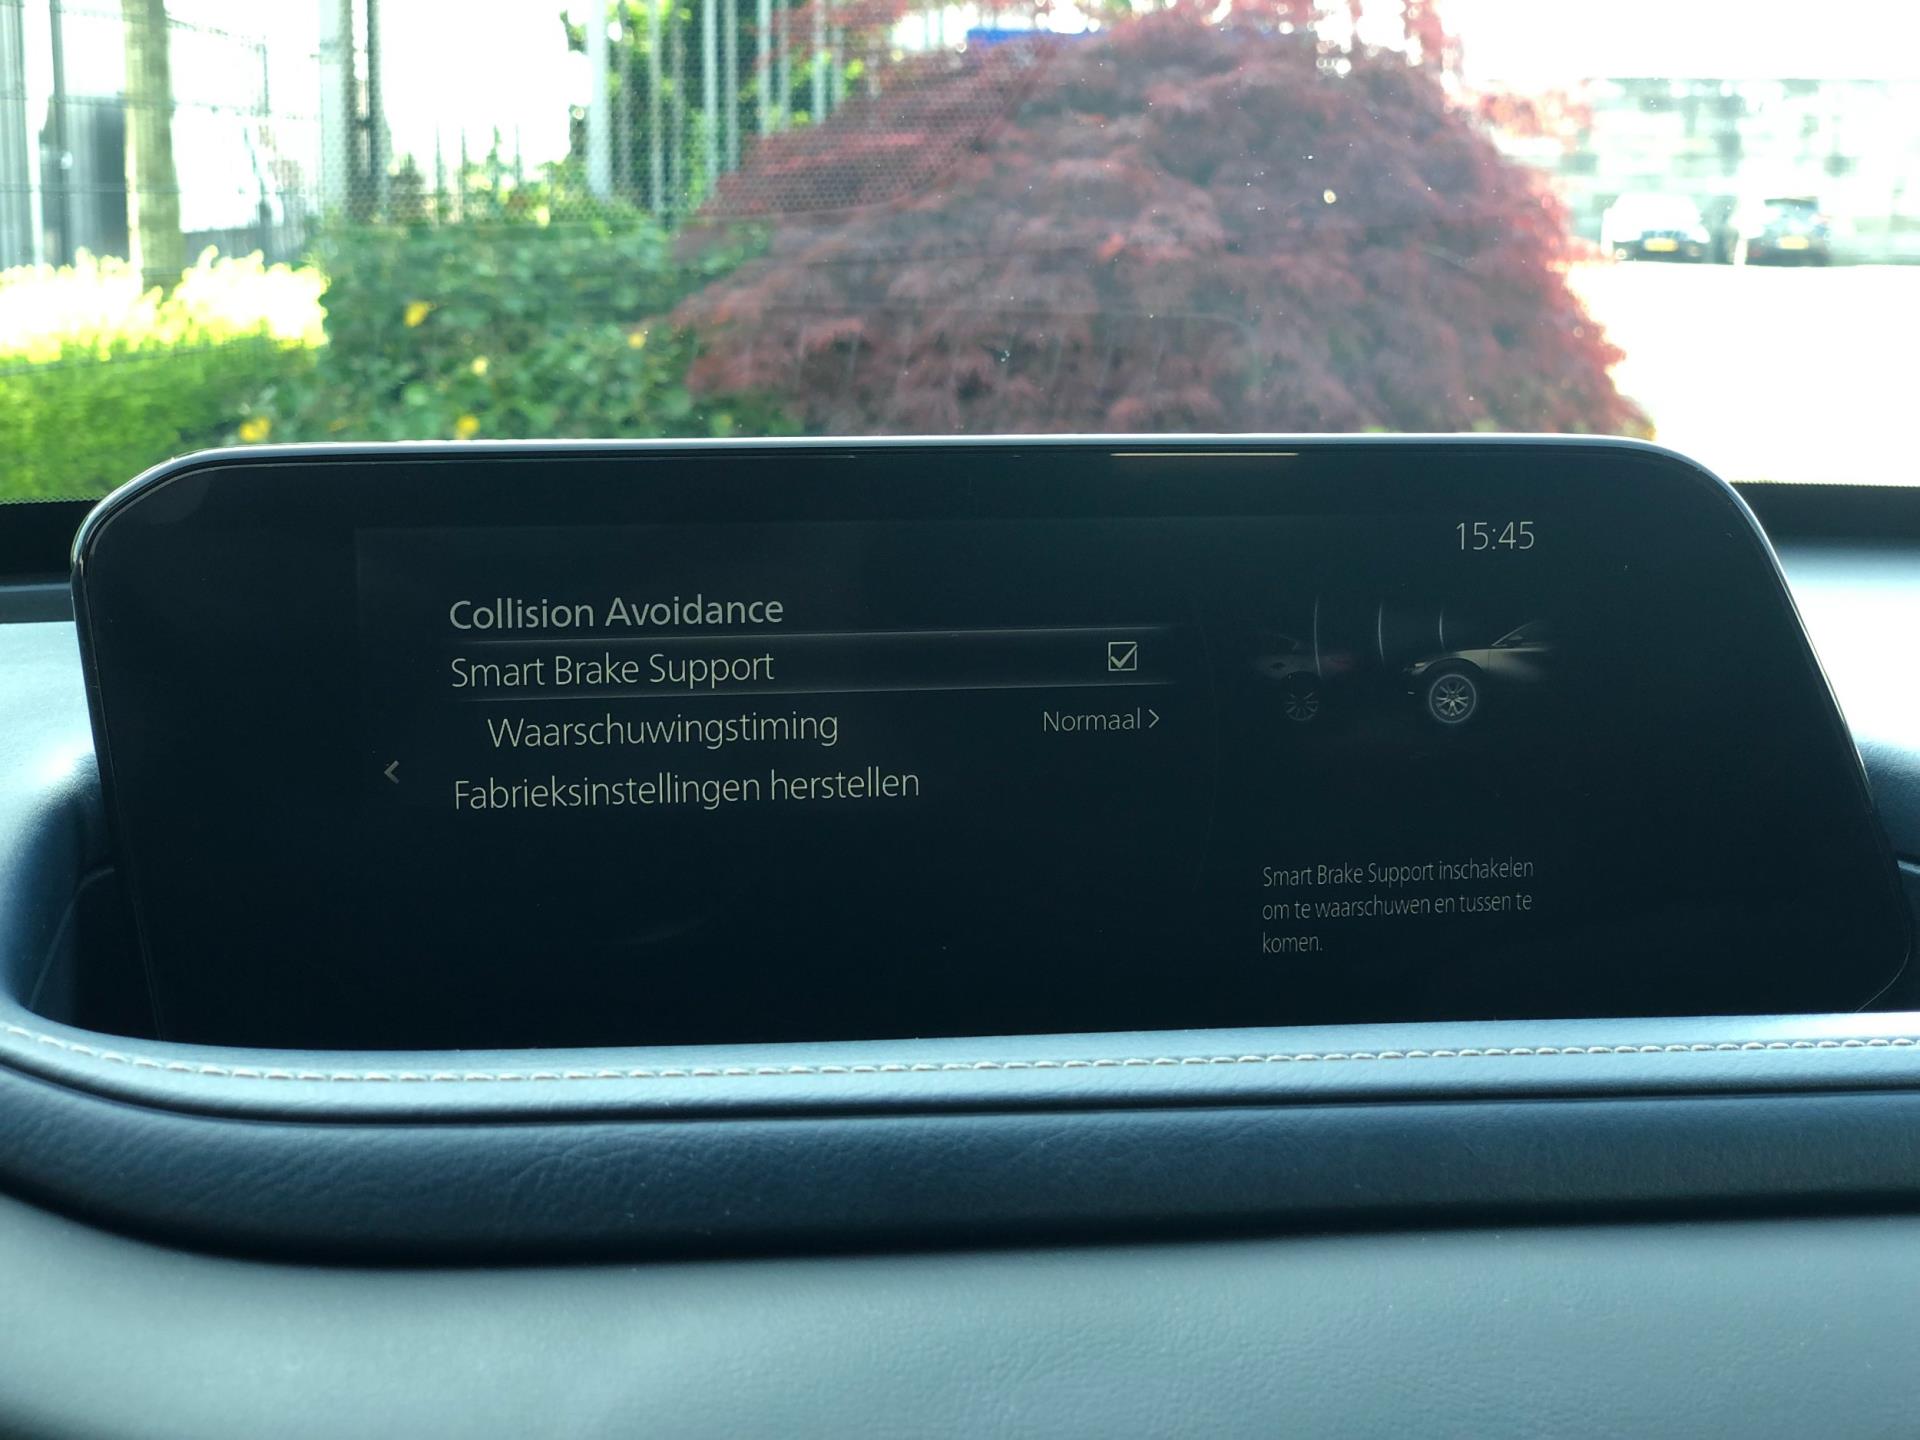 15:45
Collision Avoidance
Smart Brake Support
Waarschuwingstiming Normaal >
Fabrieksinstellingen herstellen
Smart Brake Support inschakelen
om te waarschuwen en tussen te
komen.